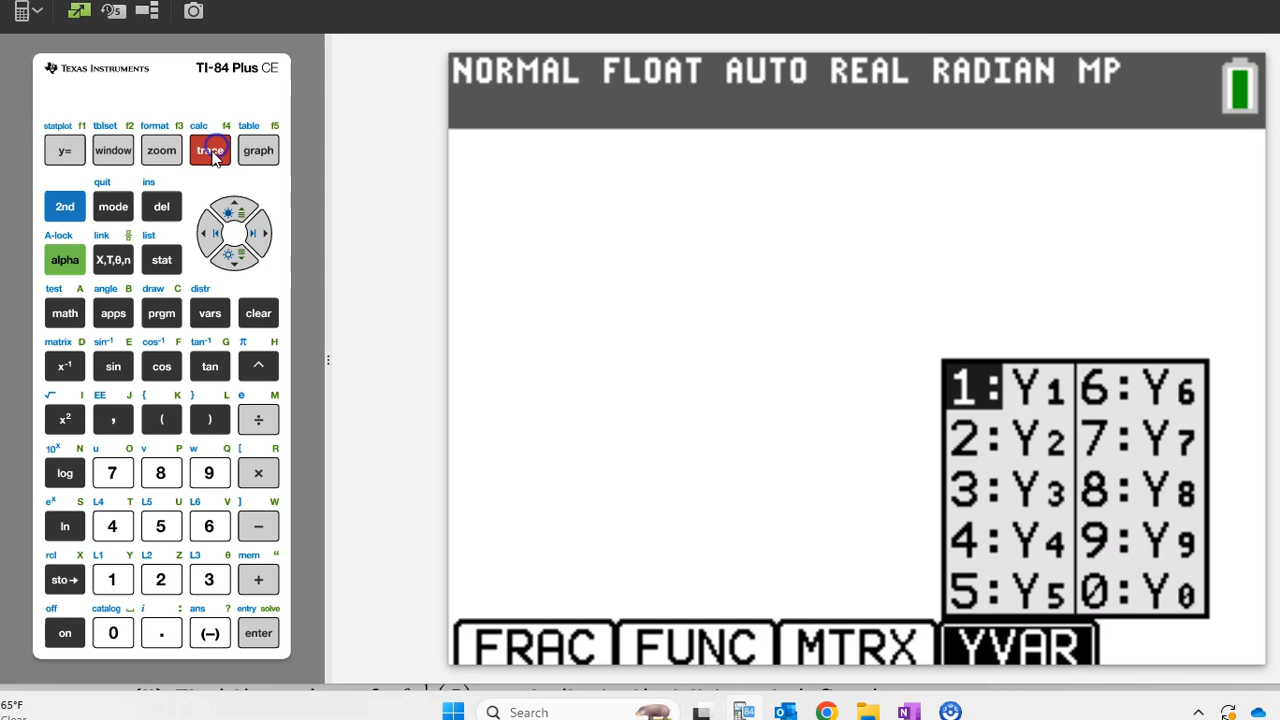 TEXAS INSTRUMENTS TI-84 Plus CE
statplot f1 tblset f2 format f3 calc f4 table f5
y= window zoom trace graph
quit ins
2nd mode del
A-lock link list
alpha X,T,θ,n stat
test A angle B draw C distr
math apps prgm vars clear
matrix D sin⁻¹ E cos⁻¹ F tan⁻¹ G π H
x⁻¹ sin cos tan ^
√ I EE J { K } L e M
x² , ( ) ÷
10ˣ N u O v P w Q [ R
log 7 8 9 ×
eˣ S L4 T L5 U L6 V ] W
ln 4 5 6 −
rcl X L1 Y L2 Z L3 θ mem “
sto→ 1 2 3 +
off catalog ⎵ i : ans ? entry solve
on 0 . (–) enter
NORMAL FLOAT AUTO REAL RADIAN MP
1:Y1 6:Y6
2:Y2 7:Y7
3:Y3 8:Y8
4:Y4 9:Y9
5:Y5 0:Y0
FRAC FUNC MTRX YVAR
65°F
Clear
Search